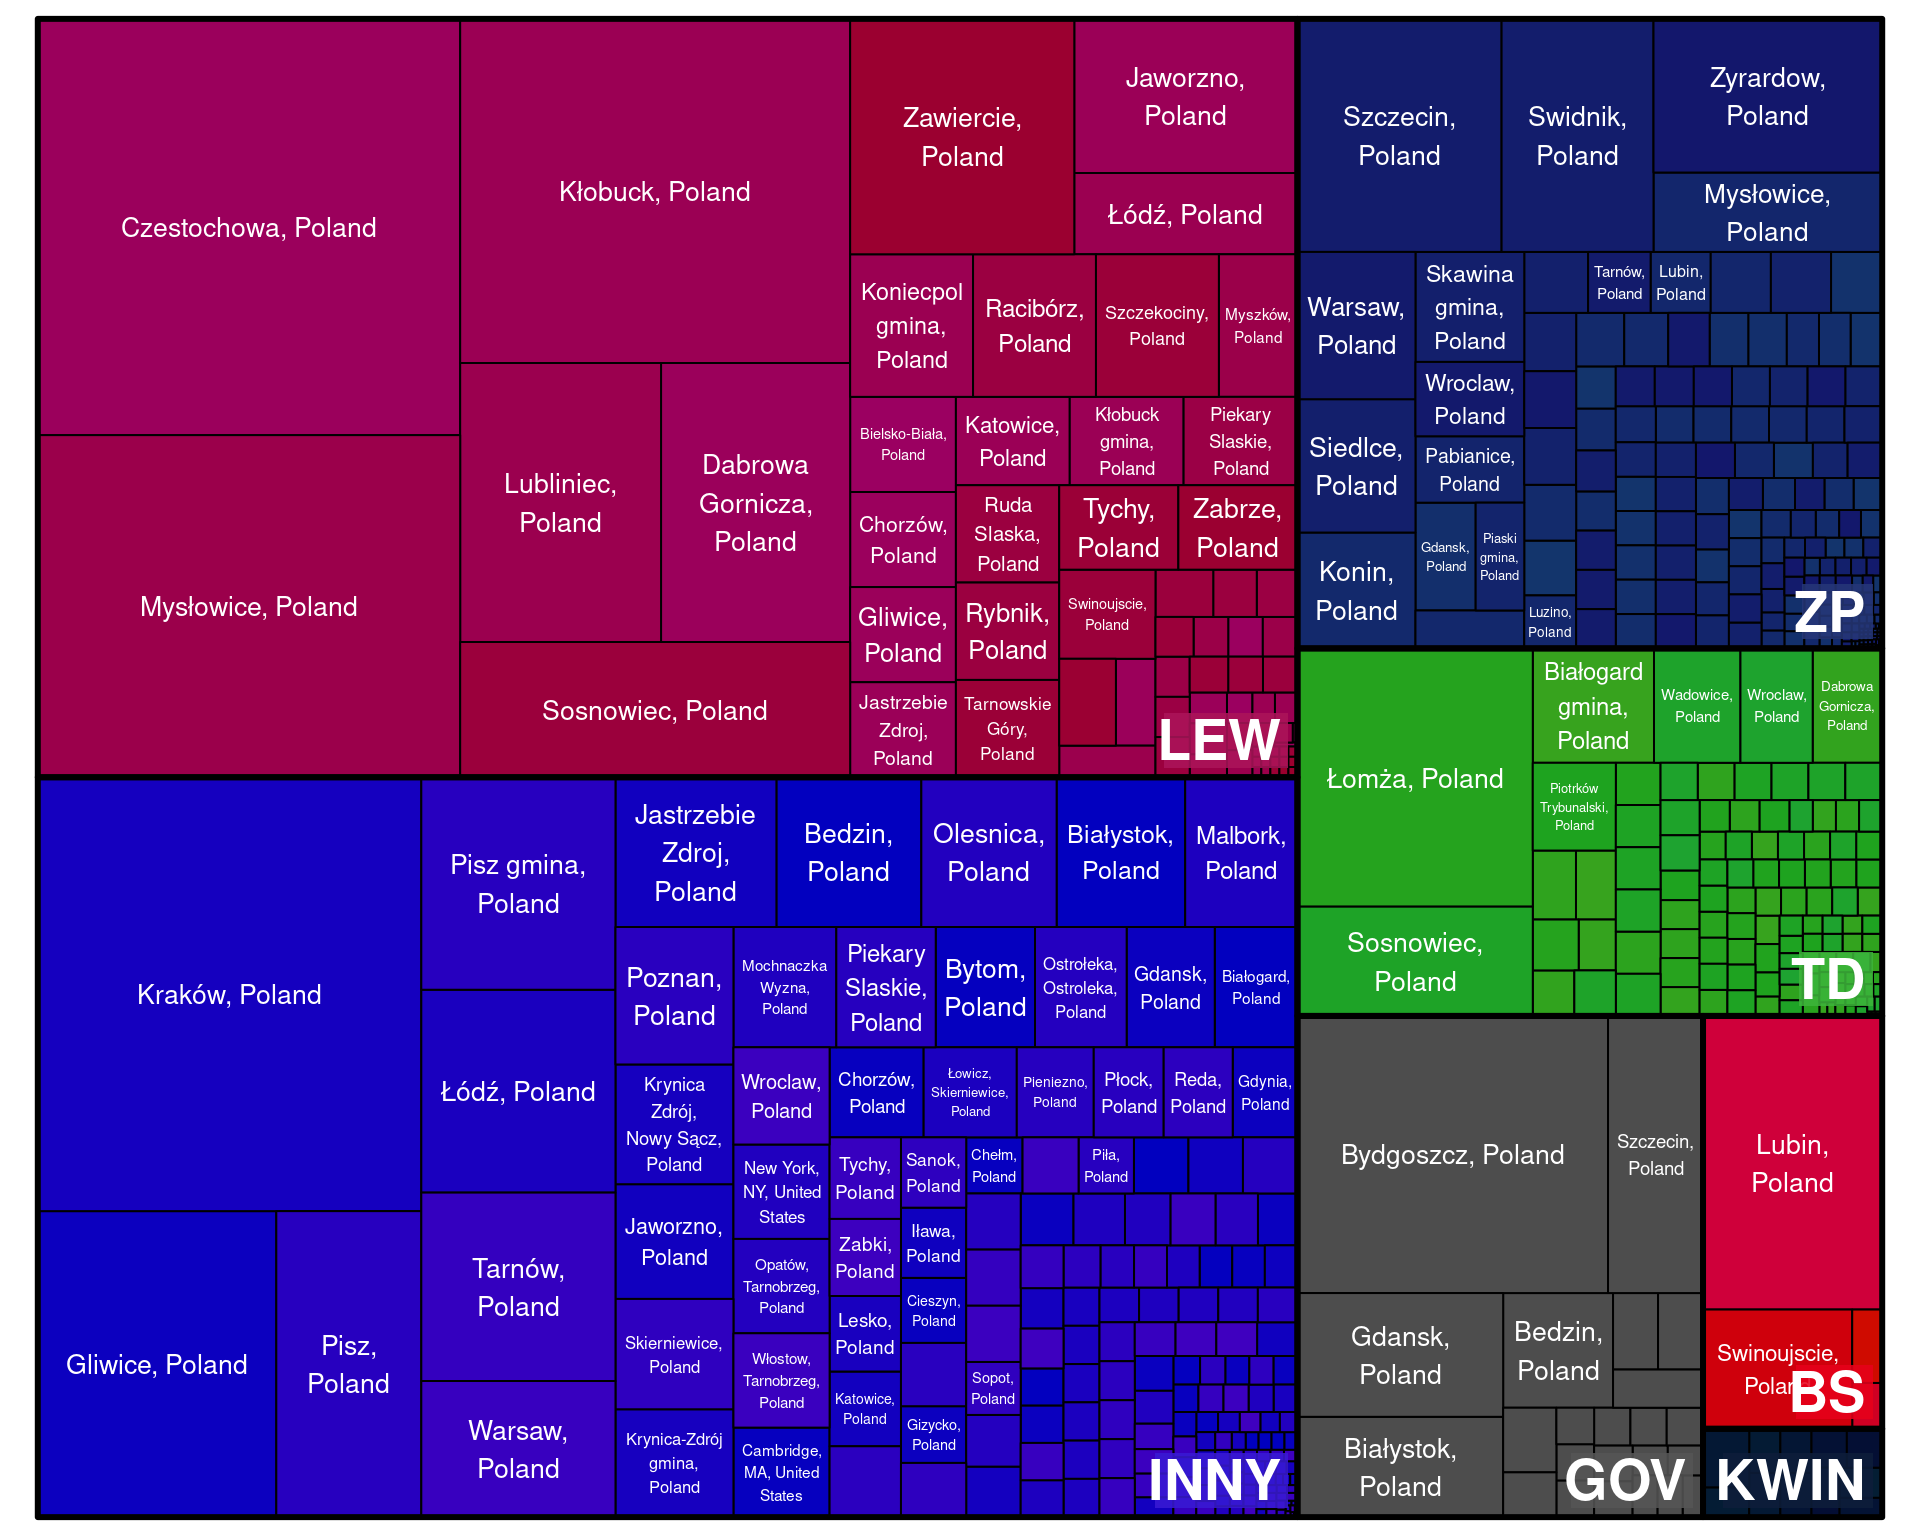 Czestochowa, Poland
Mysłowice, Poland
Kłobuck, Poland
Lubliniec,
Poland
Dabrowa
Gornicza,
Poland
Sosnowiec, Poland
Zawiercie,
Poland
Jaworzno,
Poland
Łódź, Poland
Koniecpol
gmina,
Poland
Racibórz,
Poland
Szczekociny,
Poland
Myszków,
Poland
Bielsko-Biała,
Poland
Katowice,
Poland
Kłobuck
gmina,
Poland
Piekary
Slaskie,
Poland
Chorzów,
Poland
Ruda
Slaska,
Poland
Tychy,
Poland
Zabrze,
Poland
Gliwice,
Poland
Rybnik,
Poland
Swinoujscie,
Poland
Jastrzebie
Zdroj,
Poland
Tarnowskie
Góry,
Poland
LEW
Szczecin,
Poland
Swidnik,
Poland
Zyrardow,
Poland
Mysłowice,
Poland
Warsaw,
Poland
Skawina
gmina,
Poland
Tarnów,
Poland
Lubin,
Poland
Wroclaw,
Poland
Siedlce,
Poland
Pabianice,
Poland
Konin,
Poland
Gdansk,
Poland
Piaski
gmina,
Poland
Luzino,
Poland
ZP
Łomża, Poland
Sosnowiec,
Poland
Białogard
gmina,
Poland
Wadowice,
Poland
Wroclaw,
Poland
Dabrowa
Gornicza,
Poland
Piotrków
Trybunalski,
Poland
TD
Kraków, Poland
Gliwice, Poland
Pisz,
Poland
Pisz gmina,
Poland
Łódź, Poland
Tarnów,
Poland
Warsaw,
Poland
Jastrzebie
Zdroj,
Poland
Bedzin,
Poland
Olesnica,
Poland
Białystok,
Poland
Malbork,
Poland
Poznan,
Poland
Mochnaczka
Wyzna,
Poland
Piekary
Slaskie,
Poland
Bytom,
Poland
Ostrołeka,
Ostroleka,
Poland
Gdansk,
Poland
Białogard,
Poland
Krynica
Zdrój,
Nowy Sącz,
Poland
Wroclaw,
Poland
Chorzów,
Poland
Łowicz,
Skierniewice,
Poland
Pieniezno,
Poland
Płock,
Poland
Reda,
Poland
Gdynia,
Poland
New York,
NY, United
States
Tychy,
Poland
Sanok,
Poland
Chełm,
Poland
Piła,
Poland
Jaworzno,
Poland
Opatów,
Tarnobrzeg,
Poland
Zabki,
Poland
Iława,
Poland
Skierniewice,
Poland
Włostow,
Tarnobrzeg,
Poland
Lesko,
Poland
Cieszyn,
Poland
Katowice,
Poland
Sopot,
Poland
Krynica-Zdrój
gmina,
Poland
Cambridge,
MA, United
States
Gizycko,
Poland
INNY
Bydgoszcz, Poland
Szczecin,
Poland
Gdansk,
Poland
Bedzin,
Poland
Białystok,
Poland
GOV
Lubin,
Poland
Swinoujscie,
Poland
BS
KWIN